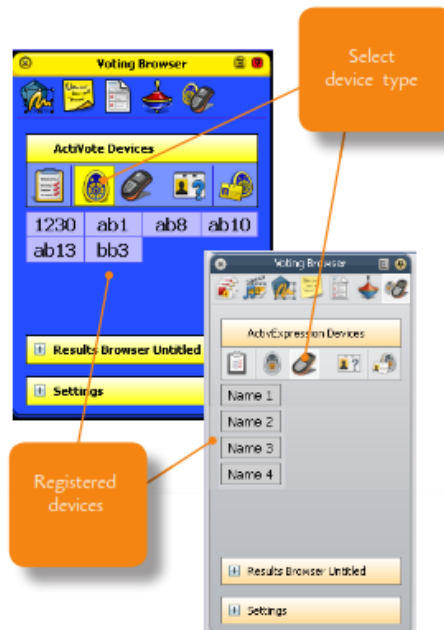 Select
device type
Voting Browser
ActiVote Devices
1230 ab1 ab8 ab10
ab13 bb3
Results Browser Untitled
Settings
Voting Browser
ActivExpression Devices
Name 1
Name 2
Name 3
Name 4
Results Browser Untitled
Settings
Registered
devices